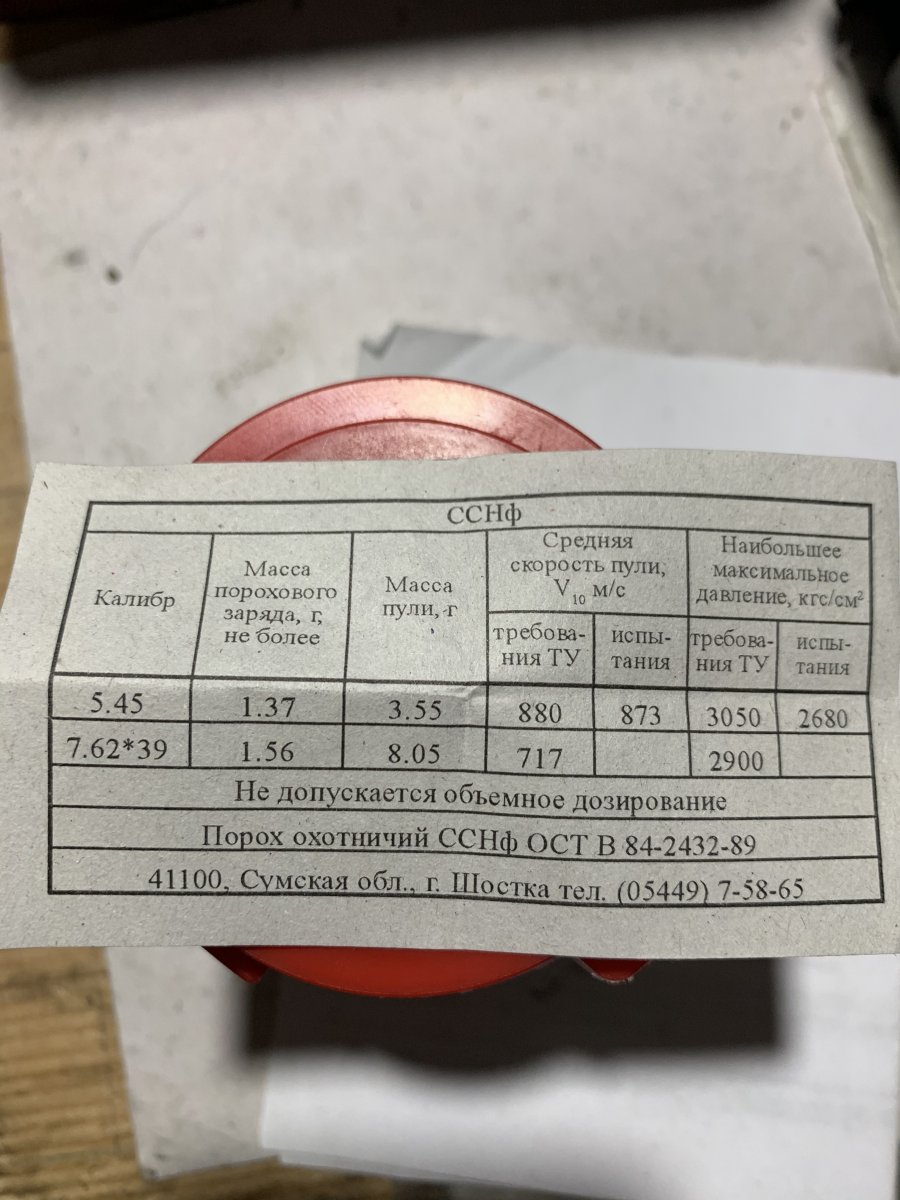 ССНф
Калибр
Масса
порохового
заряда, г,
не более
Масса
пули, г
Средняя
скорость пули,
V10 м/с
Наибольшее
максимальное
давление, кгс/см²
требова-
ния ТУ
испы-
тания
требова-
ния ТУ
испы-
тания
5.45 1.37 3.55 880 873 3050 2680
7.62*39 1.56 8.05 717 2900
Не допускается объемное дозирование
Порох охотничий ССНф ОСТ В 84-2432-89
41100, Сумская обл., г. Шостка тел. (05449) 7-58-65